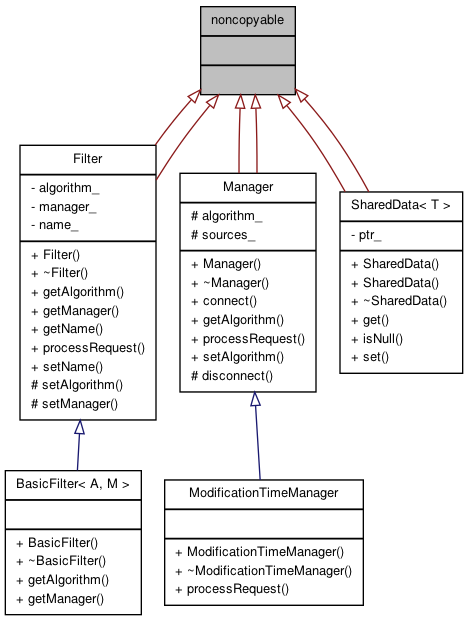 noncopyable
Filter
- algorithm_
- manager_
- name_
+ Filter()
+ ~Filter()
+ getAlgorithm()
+ getManager()
+ getName()
+ processRequest()
+ setName()
# setAlgorithm()
# setManager()
Manager
# algorithm_
# sources_
+ Manager()
+ ~Manager()
+ connect()
+ getAlgorithm()
+ processRequest()
+ setAlgorithm()
# disconnect()
SharedData< T >
- ptr_
+ SharedData()
+ SharedData()
+ ~SharedData()
+ get()
+ isNull()
+ set()
BasicFilter< A, M >
+ BasicFilter()
+ ~BasicFilter()
+ getAlgorithm()
+ getManager()
ModificationTimeManager
+ ModificationTimeManager()
+ ~ModificationTimeManager()
+ processRequest()